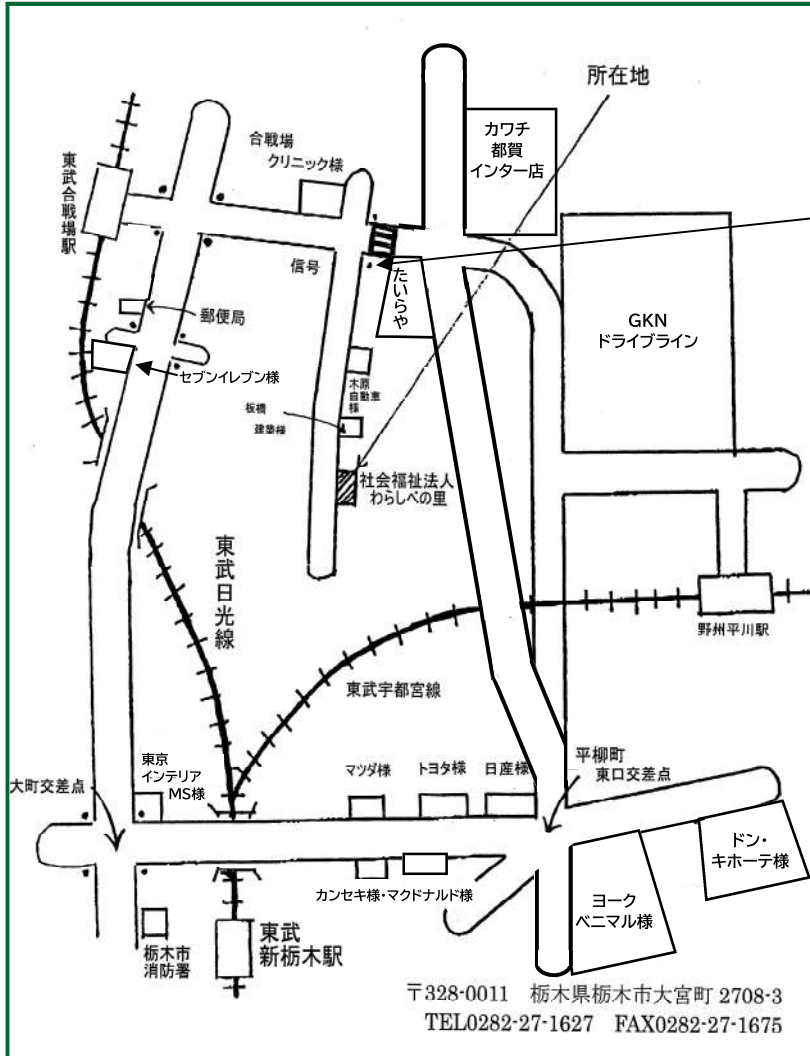 所在地
カワチ
都賀
インター店
合戦場
クリニック様
東武合戦場駅
信号
たいらや
GKN
ドライブライン
郵便局
セブンイレブン様
木原
自動車
様
板橋
建築様
社会福祉法人
わらしべの里
東武日光線
野州平川駅
東武宇都宮線
東京
インテリア
MS様
マツダ様
トヨタ様
日産様
平柳町
東口交差点
大町交差点
ドン・
キホーテ様
カンセキ様・マクドナルド様
ヨーク
ベニマル様
栃木市
消防署
東武
新栃木駅
〒328-0011 栃木県栃木市大宮町 2708-3
TEL0282-27-1627 FAX0282-27-1675